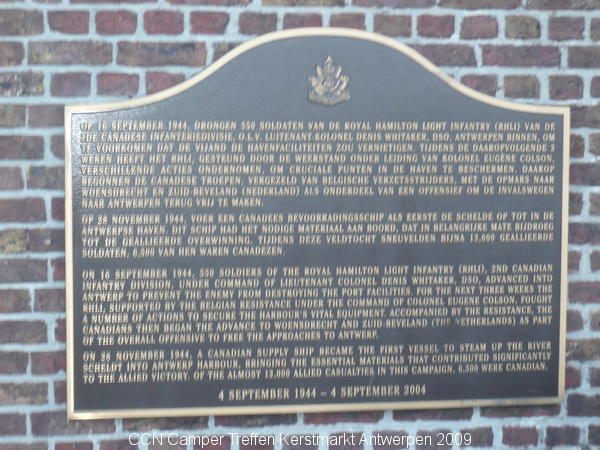 OP 16 SEPTEMBER 1944, DRONGEN 550 SOLDATEN VAN DE ROYAL HAMILTON LIGHT INFANTRY (RHLI) VAN DE
2DE CANADESE INFANTERIEDIVISIE, O.L.V. LUITENANT KOLONEL DENIS WHITAKER, DSO, ANTWERPEN BINNEN, OM
TE VOORKOMEN DAT DE VIJAND DE HAVENFACILITEITEN ZOU VERNIETIGEN. TIJDENS DE DAAROPVOLGENDE 3
WEKEN HEEFT HET RHLI, GESTEUND DOOR DE WEERSTAND ONDER LEIDING VAN KOLONEL EUGENE COLSON,
VERSCHILLENDE ACTIES ONDERNOMEN, OM CRUCIALE PUNTEN IN DE HAVEN TE BESCHERMEN. DAARNA
BEGONNEN DE CANADESE TROEPEN, VERGEZELD VAN BELGISCHE VERZETSSTRIJDERS, MET DE OPMARS NAAR
WOENSDRECHT EN ZUID-BEVELAND (NEDERLAND) ALS ONDERDEEL VAN EEN OFFENSIEF OM DE INVALSWEGEN
NAAR ANTWERPEN TERUG VRIJ TE MAKEN.
OP 28 NOVEMBER 1944, VOER EEN CANADEES BEVOORRADINGSSCHIP ALS EERSTE DE SCHELDE OP TOT IN DE
ANTWERPSE HAVEN. DIT SCHIP HAD HET NODIGE MATERIAAL AAN BOORD, DAT IN BELANGRIJKE MATE BIJDROEG
TOT DE GEALLIEERDE OVERWINNING. TIJDENS DEZE VELDTOCHT SNEUVELDEN BIJNA 13,000 GEALLIEERDE
SOLDATEN, 6,500 VAN HEN WAREN CANADEZEN.
ON 16 SEPTEMBER 1944, 550 SOLDIERS OF THE ROYAL HAMILTON LIGHT INFANTRY (RHLI), 2ND CANADIAN
INFANTRY DIVISION, UNDER COMMAND OF LIEUTENANT COLONEL DENIS WHITAKER, DSO, ADVANCED INTO
ANTWERP TO PREVENT THE ENEMY FROM DESTROYING THE PORT FACILITIES. FOR THE NEXT THREE WEEKS THE
RHLI, SUPPORTED BY THE BELGIAN RESISTANCE UNDER THE COMMAND OF COLONEL EUGENE COLSON, FOUGHT
A NUMBER OF ACTIONS TO SECURE THE HARBOUR'S VITAL EQUIPMENT. ACCOMPANIED BY THE RESISTANCE, THE
CANADIANS THEN BEGAN THE ADVANCE TO WOENSDRECHT AND ZUID-BEVELAND (THE NETHERLANDS) AS PART
OF THE OVERALL OFFENSIVE TO FREE THE APPROACHES TO ANTWERP.
ON 28 NOVEMBER 1944, A CANADIAN SUPPLY SHIP BECAME THE FIRST VESSEL TO STEAM UP THE RIVER
SCHELDT INTO ANTWERP HARBOUR, BRINGING THE ESSENTIAL MATERIALS THAT CONTRIBUTED SIGNIFICANTLY
TO THE ALLIED VICTORY. OF THE ALMOST 13,000 ALLIED CASUALTIES IN THIS CAMPAIGN, 6,500 WERE CANADIAN.
4 SEPTEMBER 1944 – 4 SEPTEMBER 2004
CCN Camper Treffen Kerstmarkt Antwerpen 2009